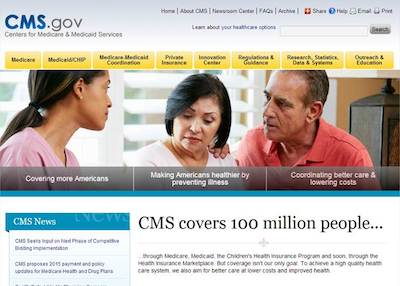 Home | About CMS | Newsroom Center | FAQs | Archive | Share Help Email Print
CMS.gov
Centers for Medicare & Medicaid Services
Learn about your healthcare options
Search
Medicare
Medicaid/CHIP
Medicare-Medicaid
Coordination
Private
Insurance
Innovation
Center
Regulations &
Guidance
Research, Statistics,
Data & Systems
Outreach &
Education
Covering more Americans
Making Americans healthier by
preventing illness
Coordinating better care &
lowering costs
CMS News
NEWS
CMS Seeks Input on Next Phase of Competitive
Bidding Implementation
CMS proposes 2015 payment and policy
updates for Medicare Health and Drug Plans
CMS covers 100 million people...
...through Medicare, Medicaid, the Children's Health Insurance Program and soon, through the
Health Insurance Marketplace. But coverage isn't our only goal. To achieve a high quality health
care system, we also aim for better care at lower costs and improved health.